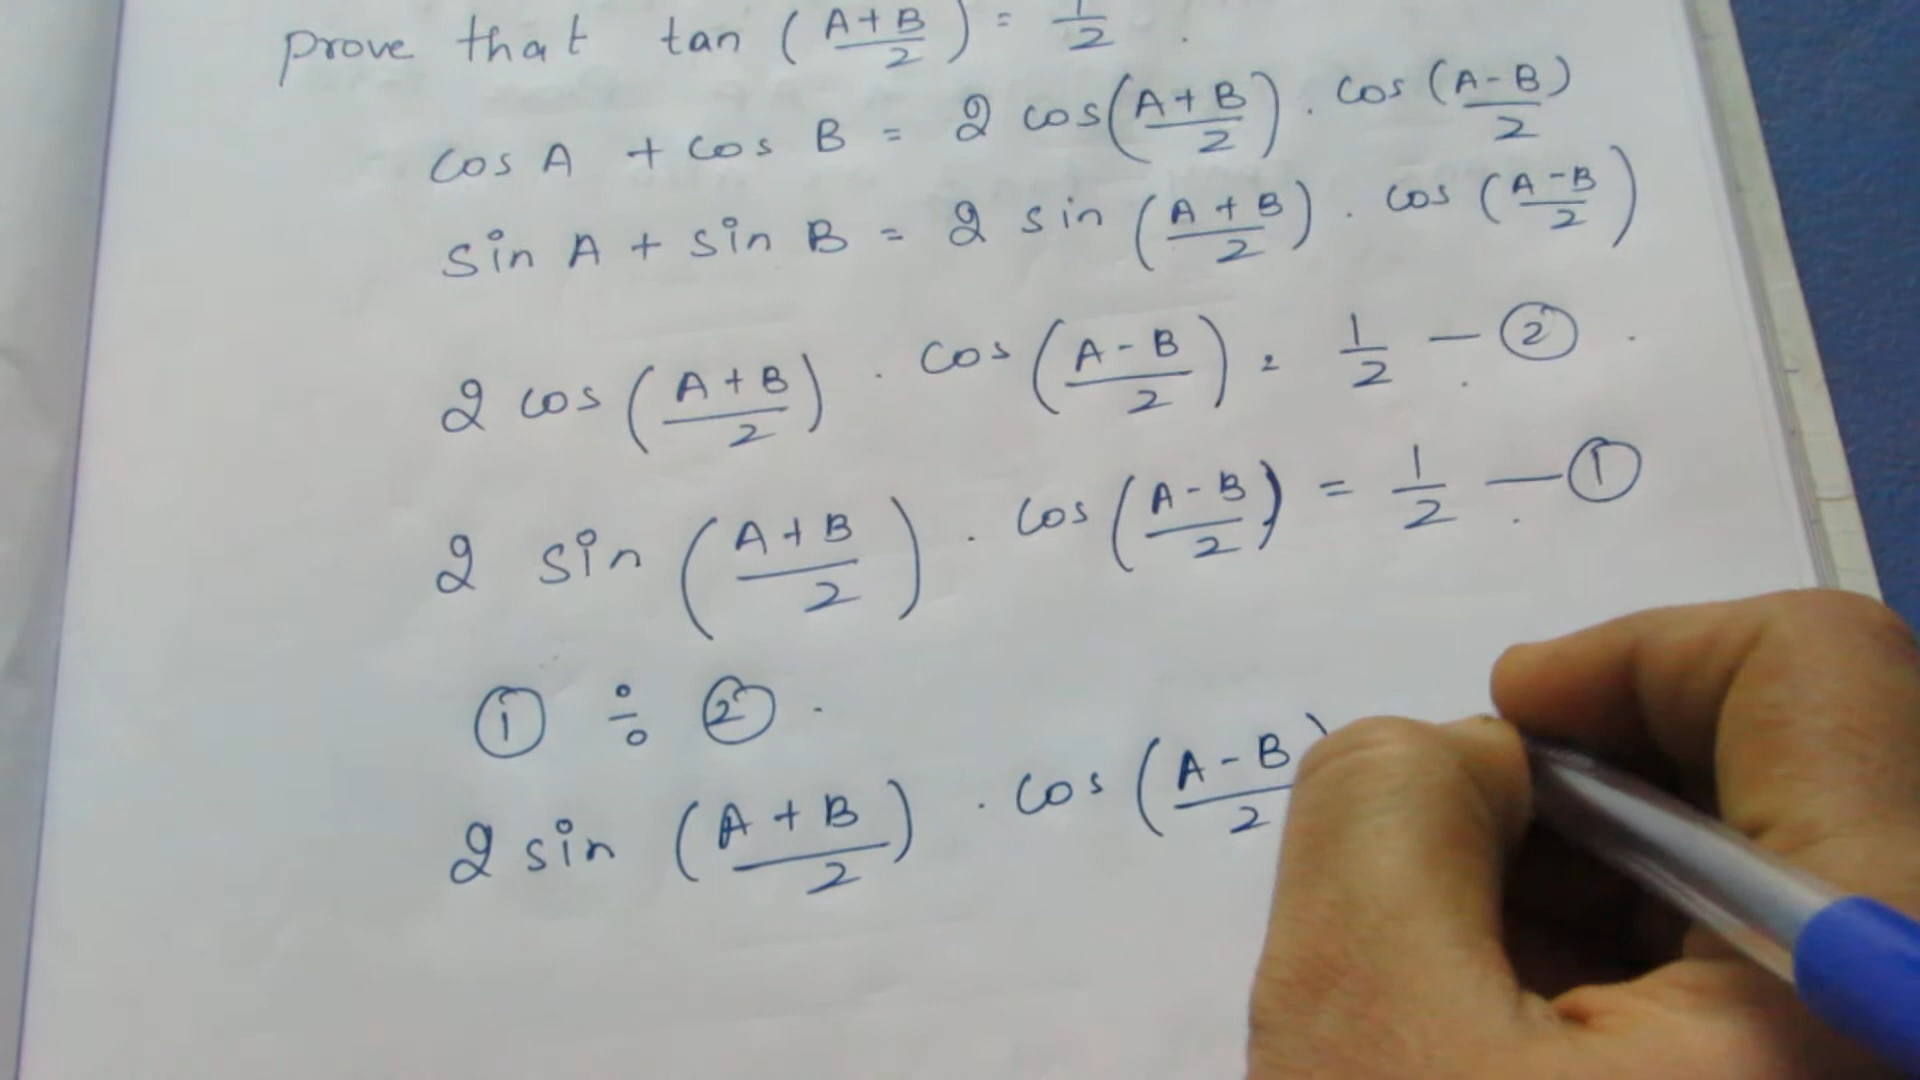 prove that tan (A+B/2) = 1/2 .
cos A + cos B = 2 cos(A+B/2) . cos (A-B/2)
sin A + sin B = 2 sin (A+B/2) . cos (A-B/2)
2 cos (A+B/2) . cos (A-B/2) = 1/2 — ② .
2 sin (A+B/2) . cos (A-B/2) = 1/2 — ①
① ÷ ② .
2 sin (A+B/2) . cos (A-B/2)